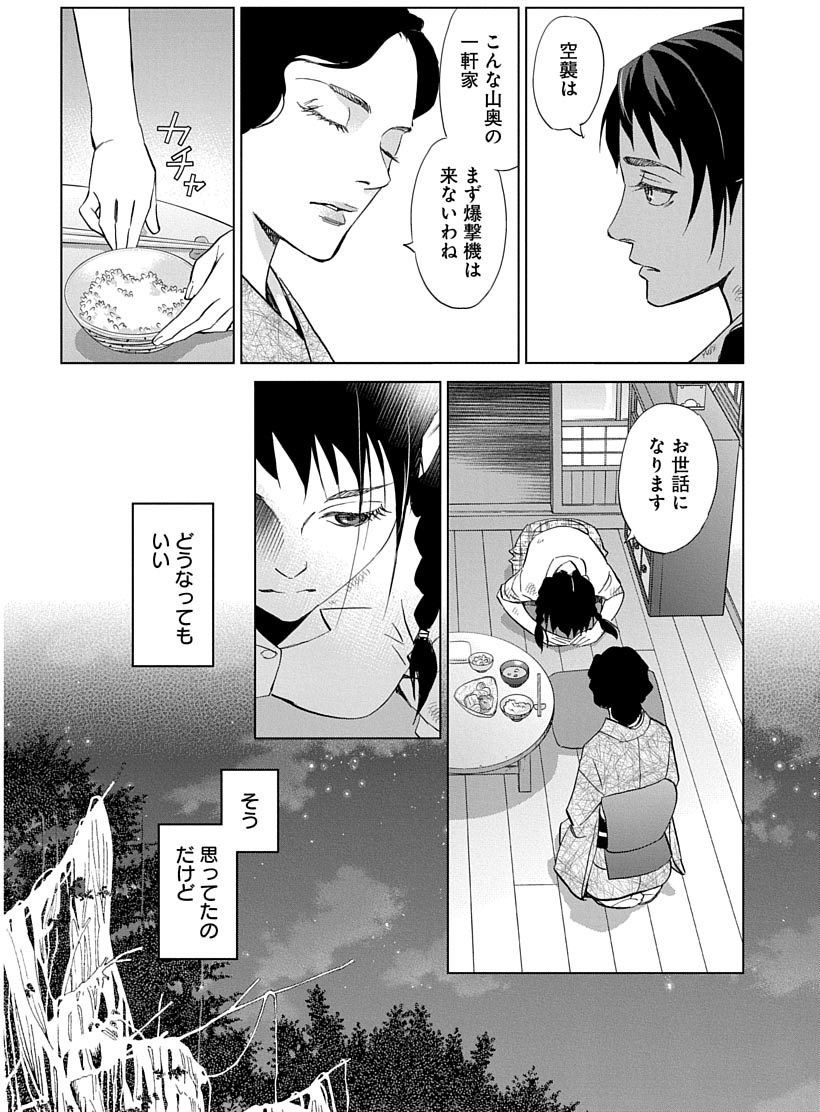 空襲は
こんな山奥の
一軒家
まず爆撃機は
来ないわね
カチャ
お世話に
なります
どうなっても
いい
そう
思ってたの
だけど